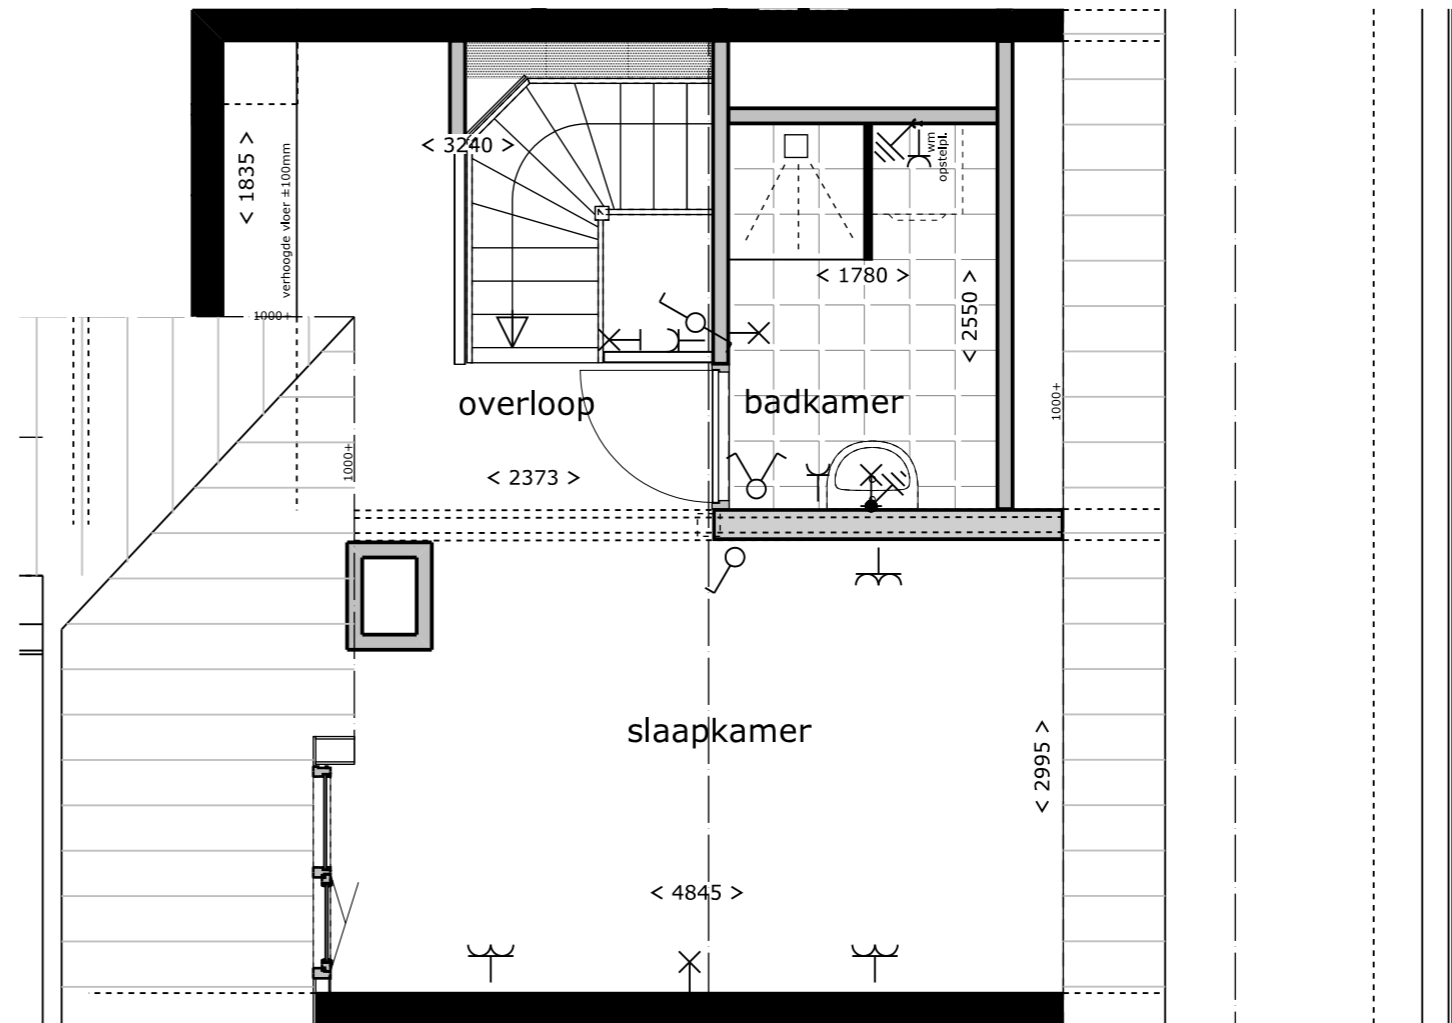 < 3240 >
< 1835 >
verhoogde vloer ±100mm
wm
opstelpl.
< 1780 >
< 2550 >
1000+
overloop
badkamer
1000+
1000+
< 2373 >
slaapkamer
< 2995 >
< 4845 >